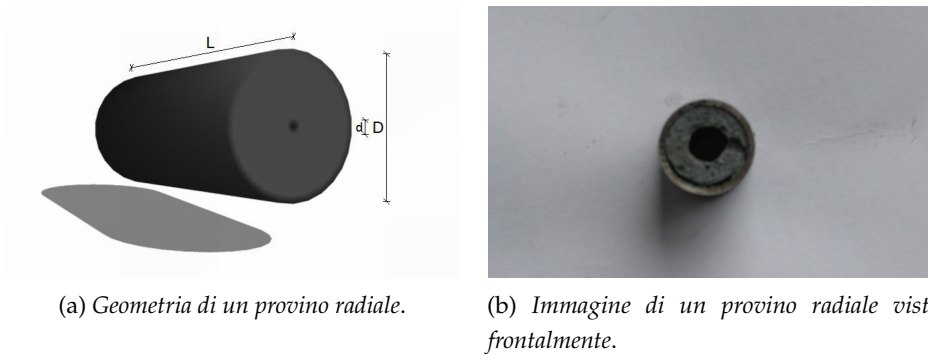 L
d D
(a) Geometria di un provino radiale.
(b) Immagine di un provino radiale vist
frontalmente.